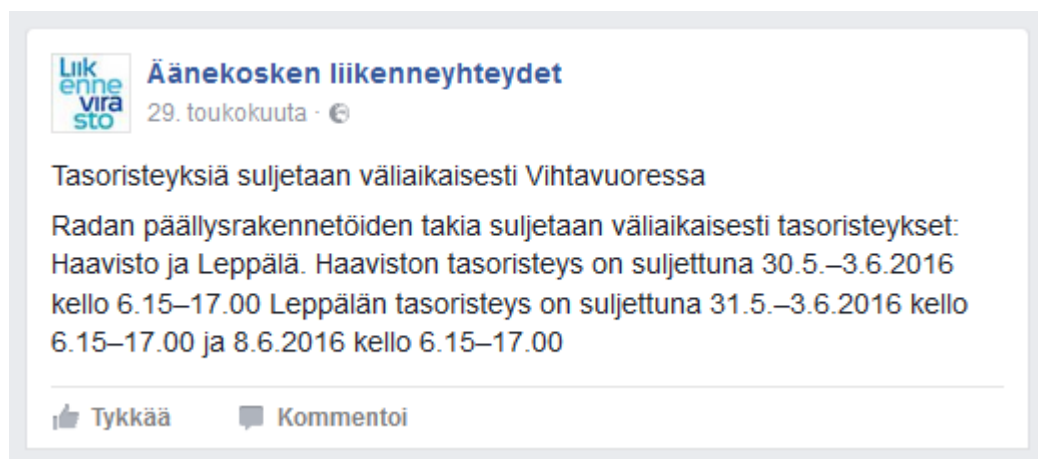 Liik
enne
vira
sto
Äänekosken liikenneyhteydet
29. toukokuuta ·
Tasoristeyksiä suljetaan väliaikaisesti Vihtavuoressa
Radan päällysrakennetöiden takia suljetaan väliaikaisesti tasoristeykset:
Haavisto ja Leppälä. Haaviston tasoristeys on suljettuna 30.5.–3.6.2016
kello 6.15–17.00 Leppälän tasoristeys on suljettuna 31.5.–3.6.2016 kello
6.15–17.00 ja 8.6.2016 kello 6.15–17.00
Tykkää Kommentoi